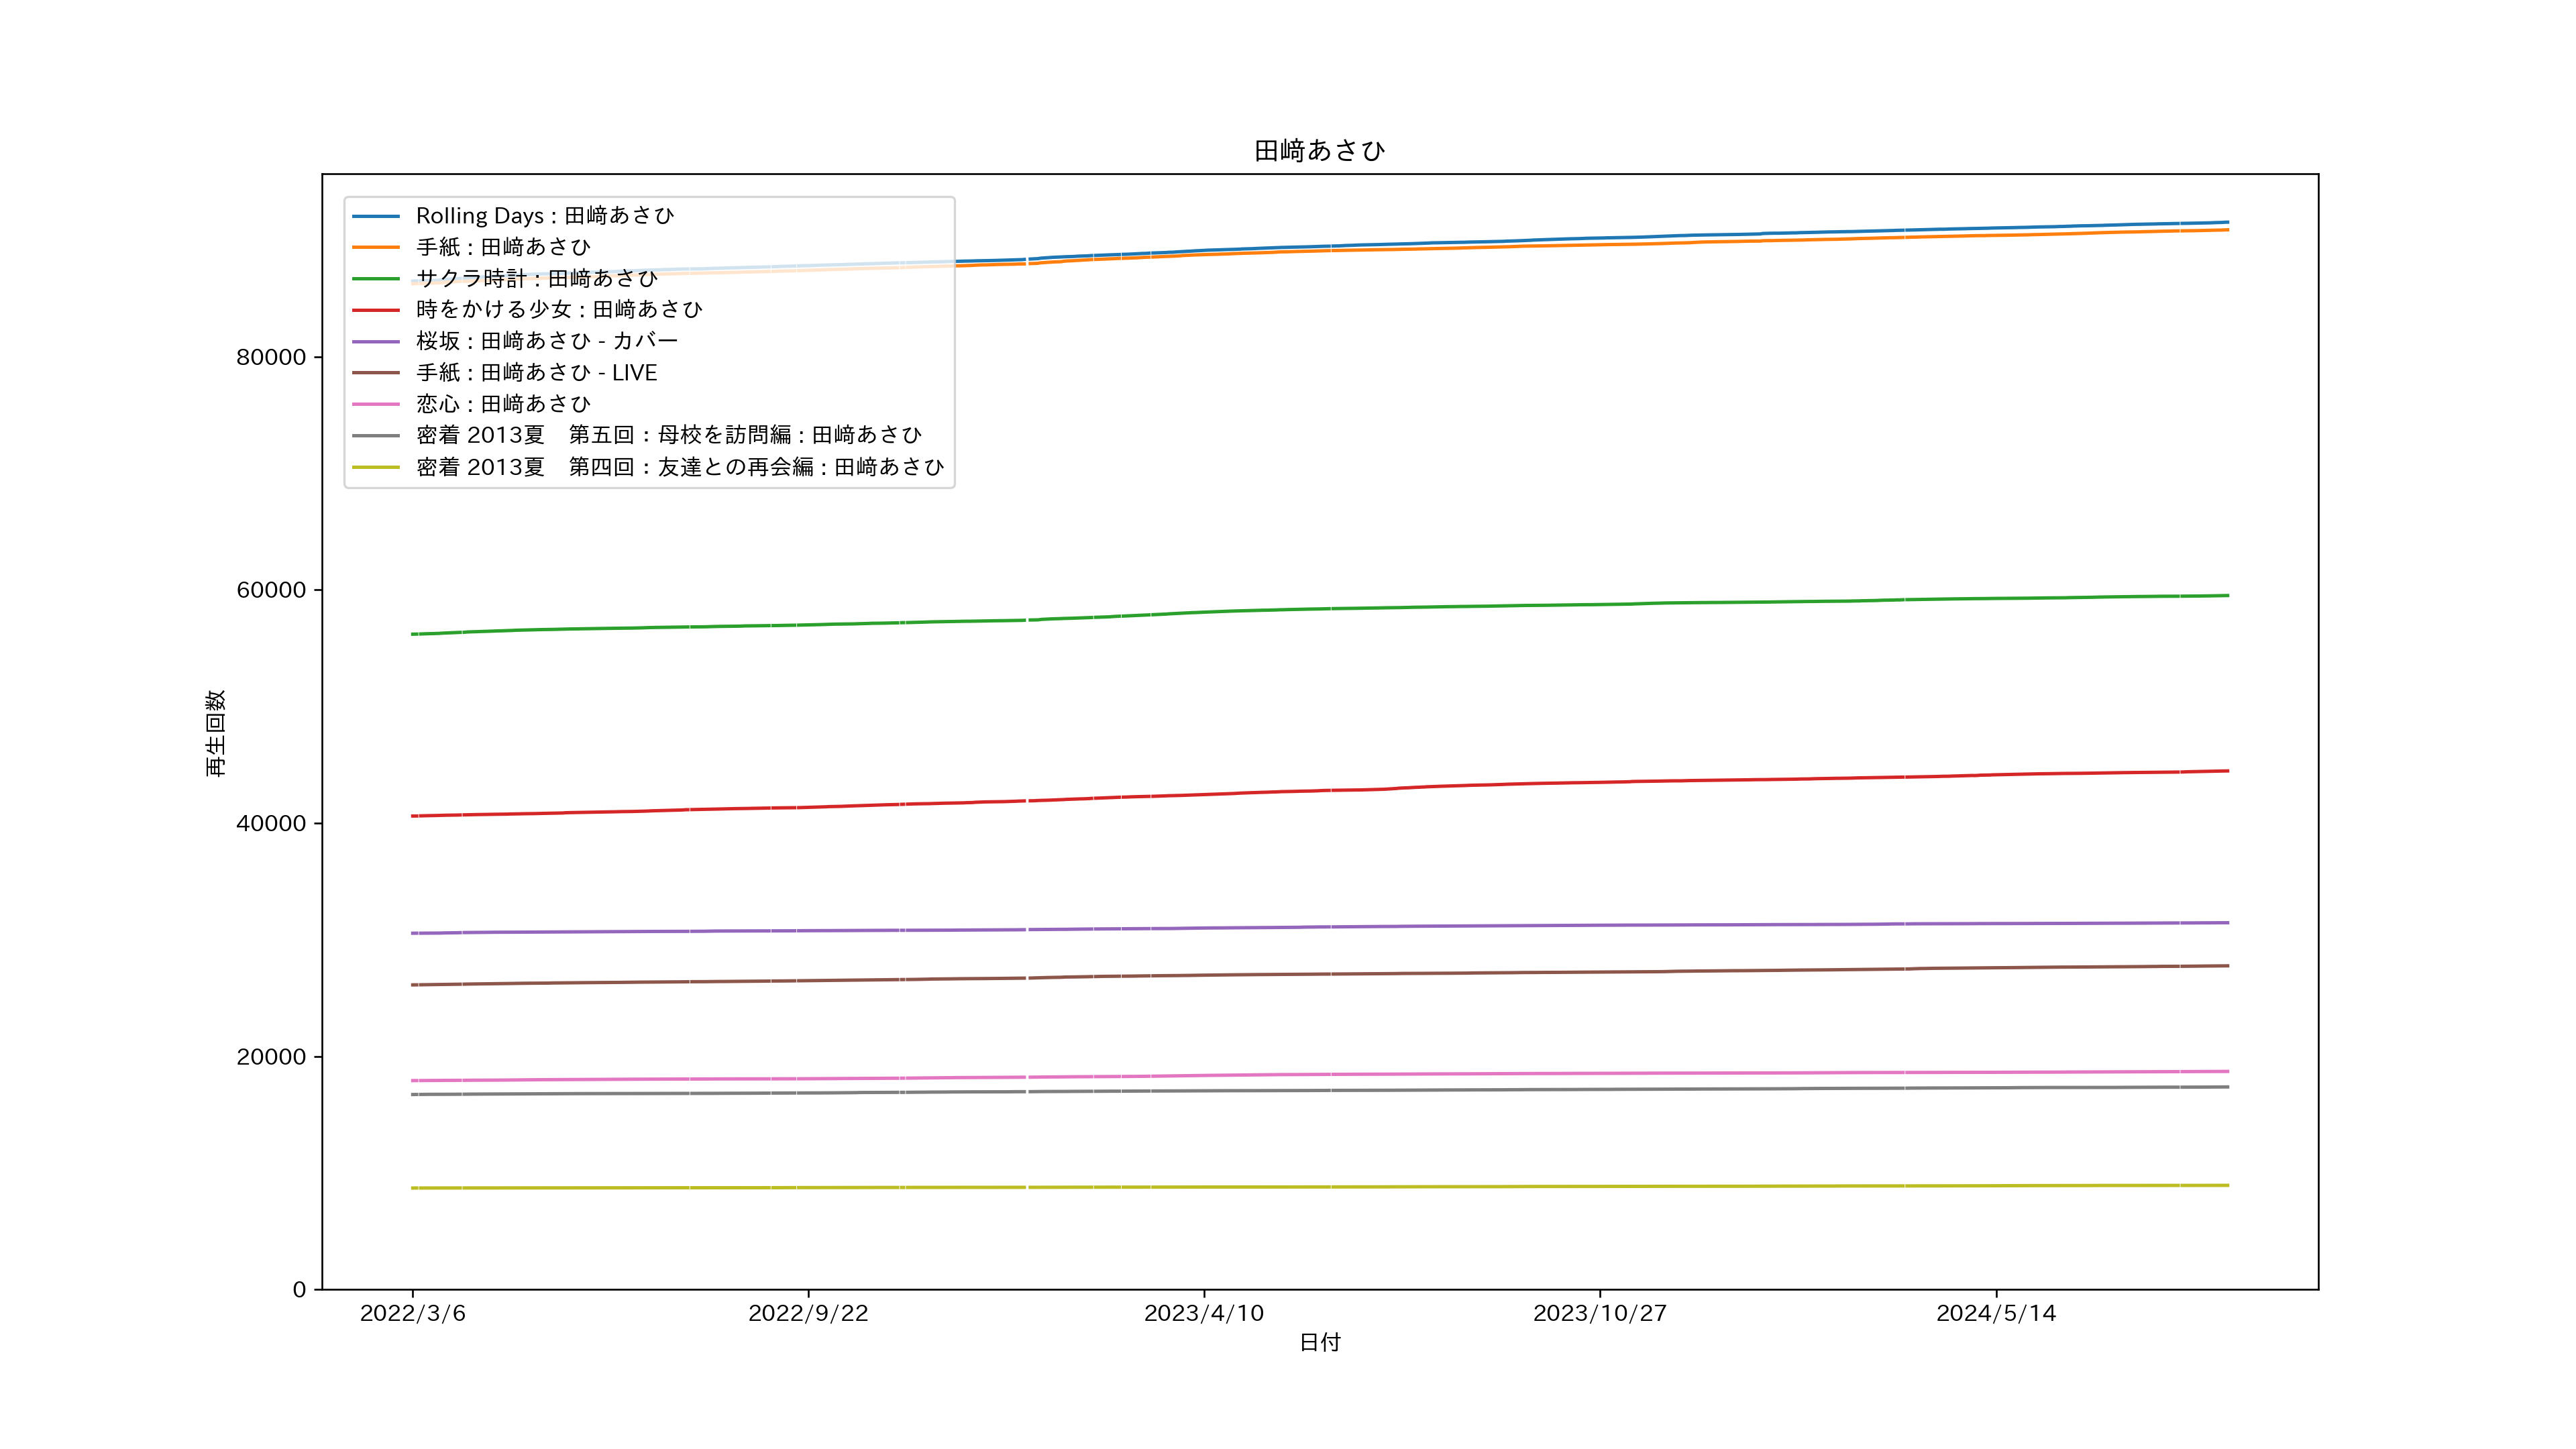 田﨑あさひ
Rolling Days : 田﨑あさひ
手紙 : 田﨑あさひ
サクラ時計 : 田﨑あさひ
時をかける少女 : 田﨑あさひ
桜坂 : 田﨑あさひ - カバー
手紙 : 田﨑あさひ - LIVE
恋心 : 田﨑あさひ
密着 2013夏　第五回：母校を訪問編 : 田﨑あさひ
密着 2013夏　第四回：友達との再会編 : 田﨑あさひ
再生回数
80000
60000
40000
20000
0
2022/3/6 2022/9/22 2023/4/10 2023/10/27 2024/5/14
日付